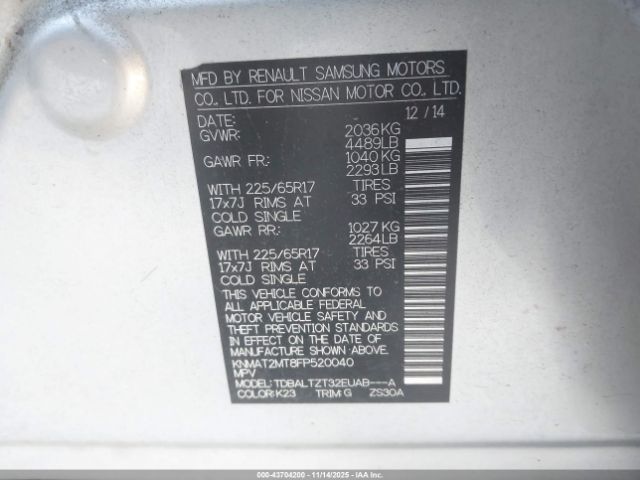 MFD BY RENAULT SAMSUNG MOTORS
CO., LTD. FOR NISSAN MOTOR CO., LTD.
DATE: 12/14
GVWR: 2036KG
4489LB
GAWR FR: 1040KG
2293LB
WITH 225/65R17 TIRES
17x7J RIMS AT 33 PSI
COLD SINGLE
GAWR RR: 1027KG
2264LB
WITH 225/65R17 TIRES
17x7J RIMS AT 33 PSI
COLD SINGLE
THIS VEHICLE CONFORMS TO
ALL APPLICABLE FEDERAL
MOTOR VEHICLE SAFETY AND
THEFT PREVENTION STANDARDS
IN EFFECT ON THE DATE OF
MANUFACTURE SHOWN ABOVE.
KNMAT2MT8FP520040
MPV
MODEL: TDBALTZT32EUAB---A
COLOR: K23 TRIM: G ZS30A
000-43704200 - 11/14/2025 - IAAI.COM